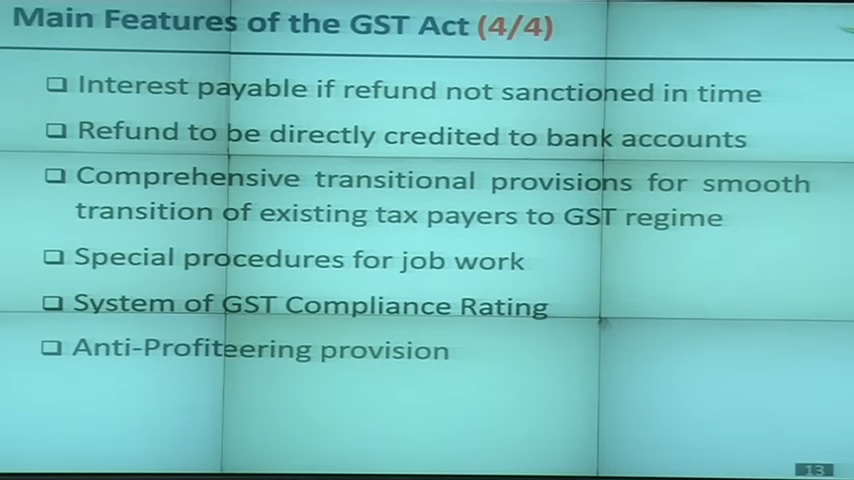 Main Features of the GST Act (4/4)
❑ Interest payable if refund not sanctioned in time
❑ Refund to be directly credited to bank accounts
❑ Comprehensive transitional provisions for smooth
transition of existing tax payers to GST regime
❑ Special procedures for job work
❑ System of GST Compliance Rating
❑ Anti-Profiteering provision
13